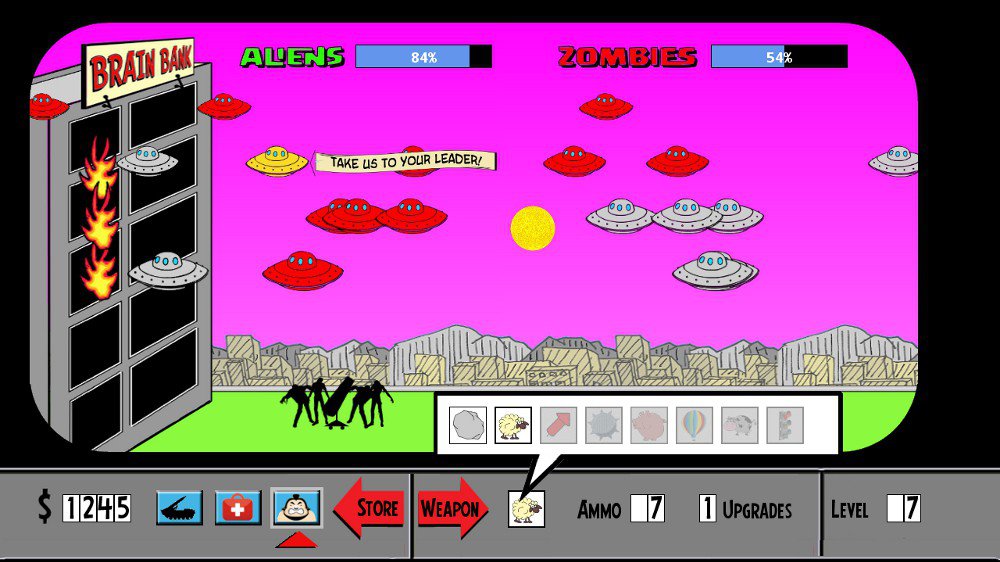 BRAIN BANK
ALIENS 84% ZOMBIES 54%
TAKE US TO YOUR LEADER!
$ 1245 STORE WEAPON AMMO 7 1 UPGRADES LEVEL 7